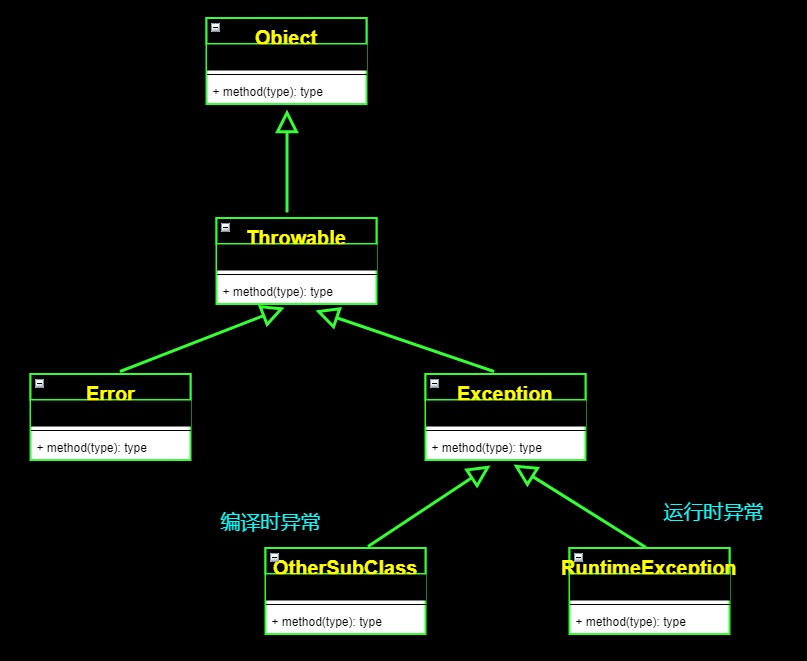 Object
+ method(type): type
Throwable
+ method(type): type
Error
+ method(type): type
Exception
+ method(type): type
编译时异常
运行时异常
OtherSubClass
+ method(type): type
RuntimeException
+ method(type): type